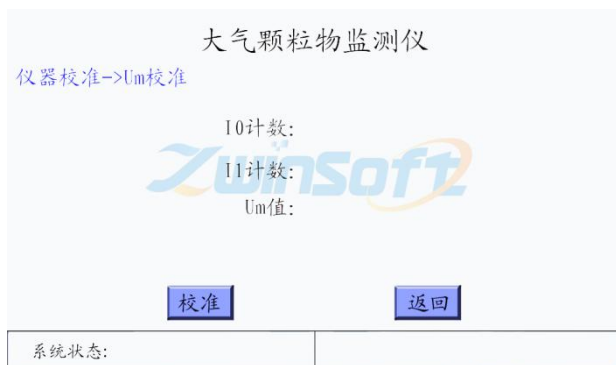 大气颗粒物监测仪
仪器校准->Um校准
I0计数:
I1计数:
ZwinSoft
Um值:
校准 返回
系统状态: